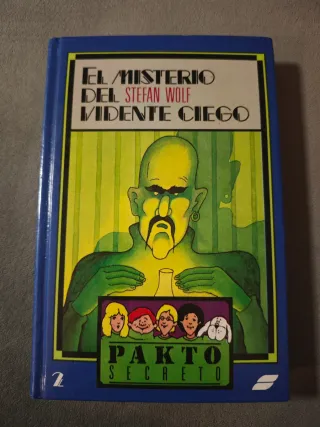 EL MISTERIO
DEL STEFAN WOLF
VIDENTE CIEGO
PAKTO
SECRETO
2